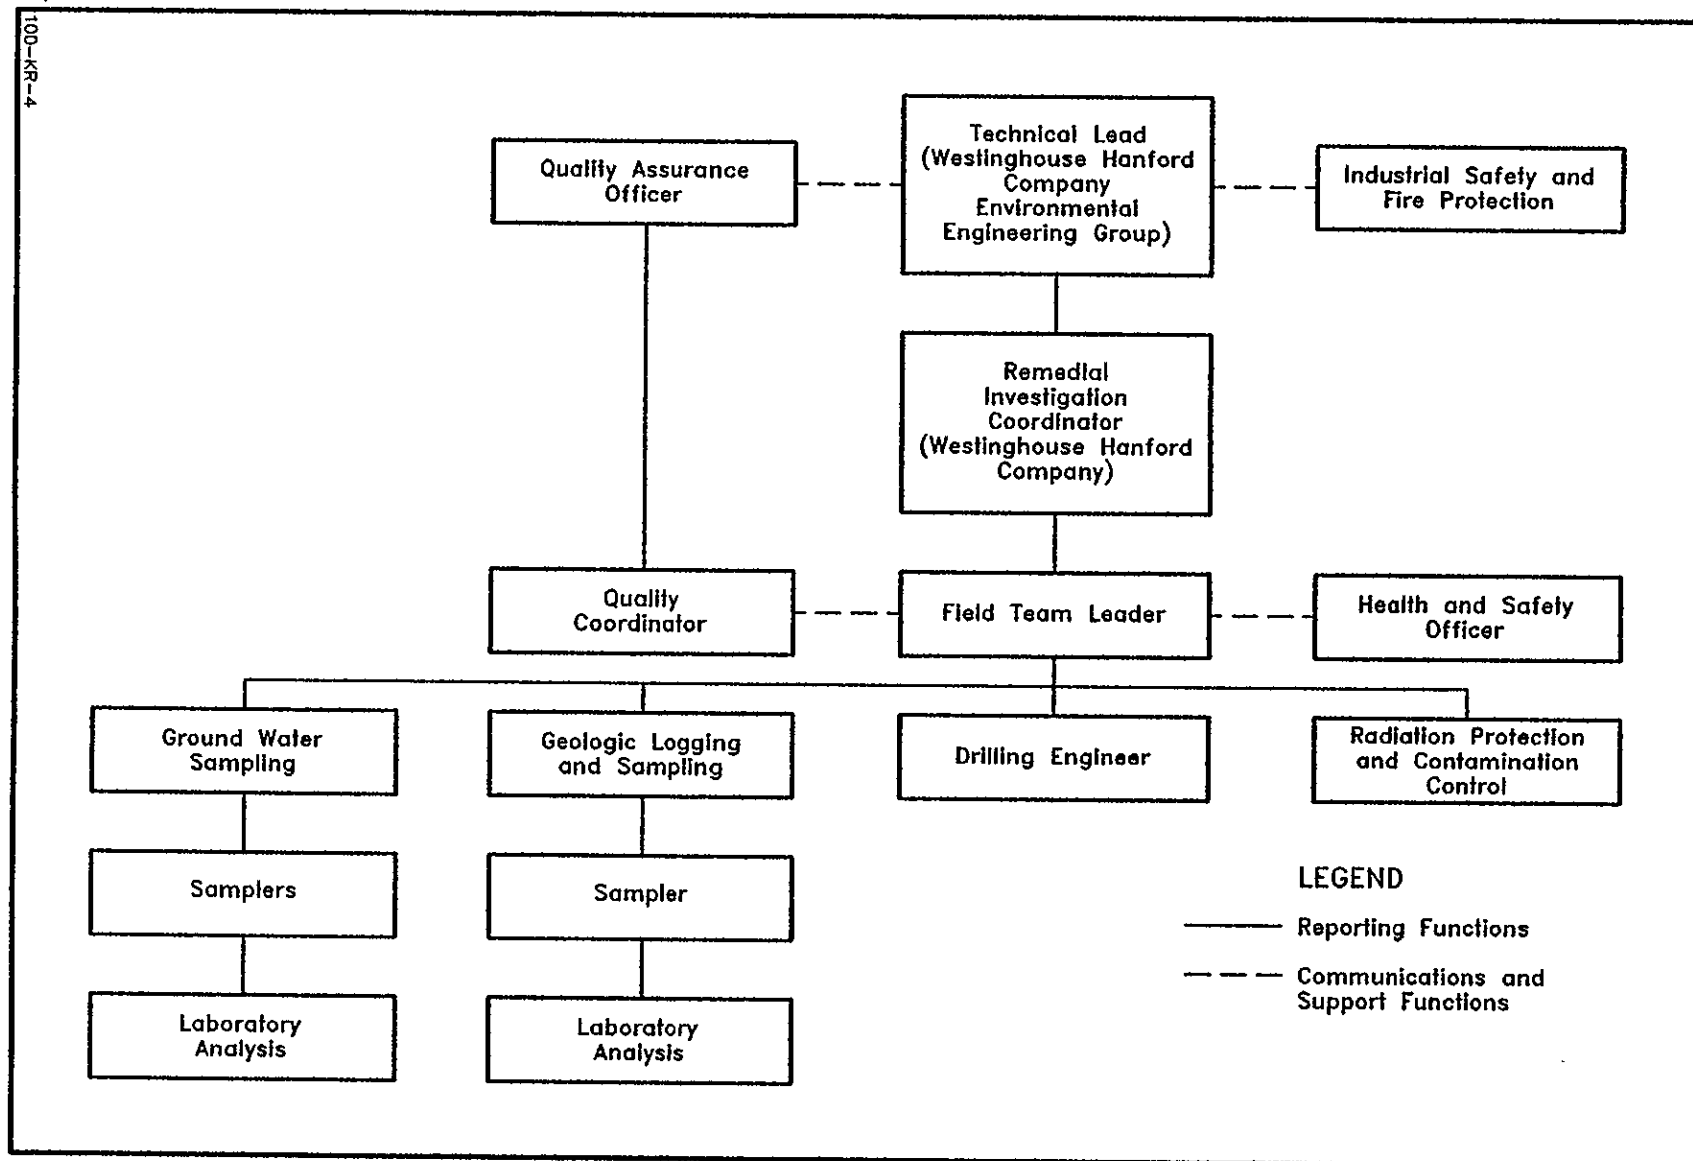 100-KR-4
Technical Lead
(Westinghouse Hanford
Company
Environmental
Engineering Group)
Quality Assurance
Officer
Industrial Safety and
Fire Protection
Remedial
Investigation
Coordinator
(Westinghouse Hanford
Company)
Quality
Coordinator
Field Team Leader
Health and Safety
Officer
Ground Water
Sampling
Geologic Logging
and Sampling
Drilling Engineer
Radiation Protection
and Contamination
Control
Samplers
Sampler
Laboratory
Analysis
Laboratory
Analysis
LEGEND
Reporting Functions
Communications and
Support Functions